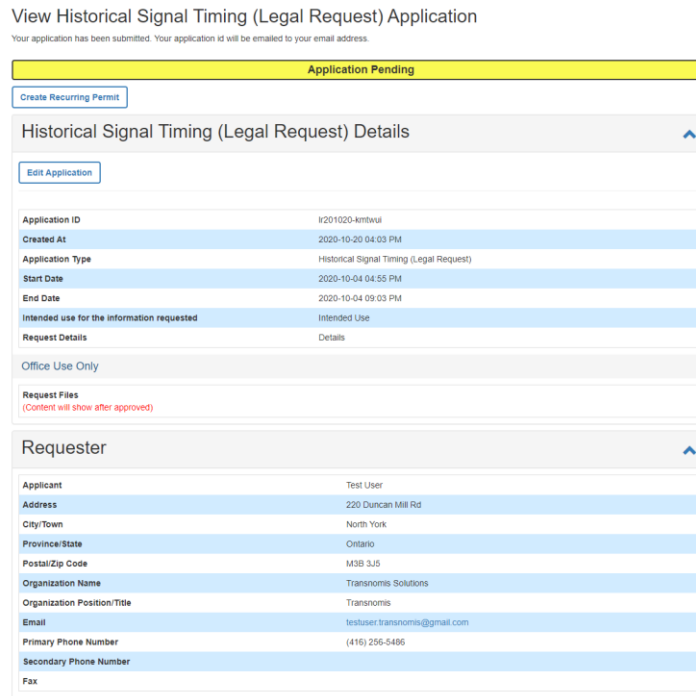 View Historical Signal Timing (Legal Request) Application
Your application has been submitted. Your application id will be emailed to your email address.
Application Pending
Create Recurring Permit
Historical Signal Timing (Legal Request) Details
Edit Application
Application ID lr201020-kmtwui
Created At 2020-10-20 04:03 PM
Application Type Historical Signal Timing (Legal Request)
Start Date 2020-10-04 04:55 PM
End Date 2020-10-04 09:03 PM
Intended use for the information requested Intended Use
Request Details Details
Office Use Only
Request Files
(Content will show after approved)
Requester
Applicant Test User
Address 220 Duncan Mill Rd
City/Town North York
Province/State Ontario
Postal/Zip Code M3B 3J5
Organization Name Transnomis Solutions
Organization Position/Title Transnomis
Email testuser.transnomis@gmail.com
Primary Phone Number (416) 256-5486
Secondary Phone Number
Fax